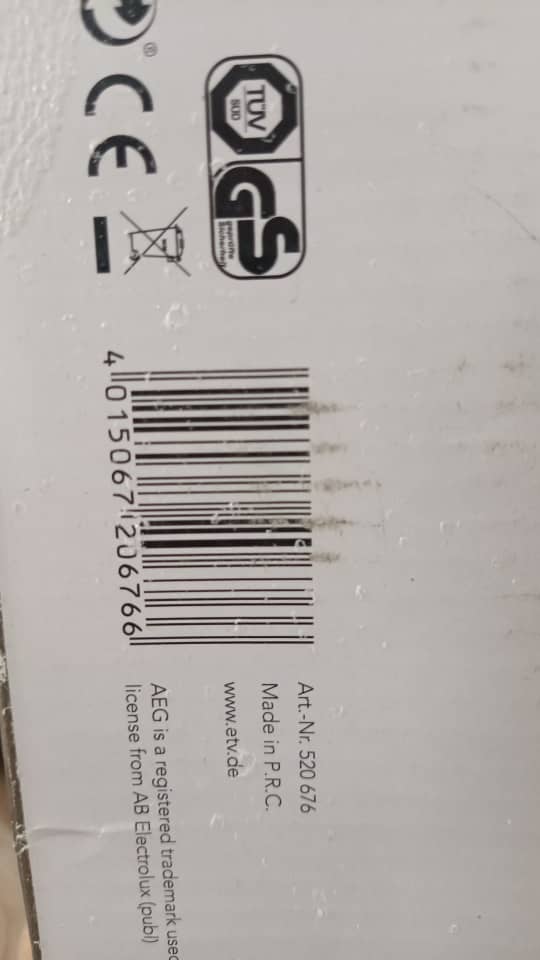 ®
CE
TÜV
SÜD
GS
geprüfte
Sicherheit
4 015067 206766
Art.-Nr. 520 676
Made in P.R.C.
www.etv.de
AEG is a registered trademark used
license from AB Electrolux (publ)